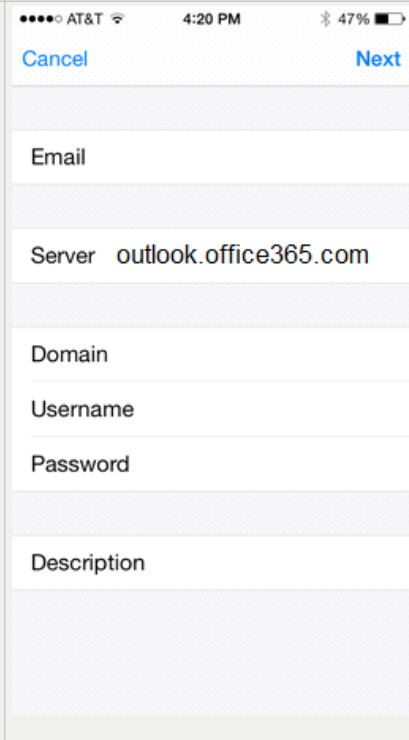 AT&T 4:20 PM 47%
Cancel Next
Email
Server outlook.office365.com
Domain
Username
Password
Description